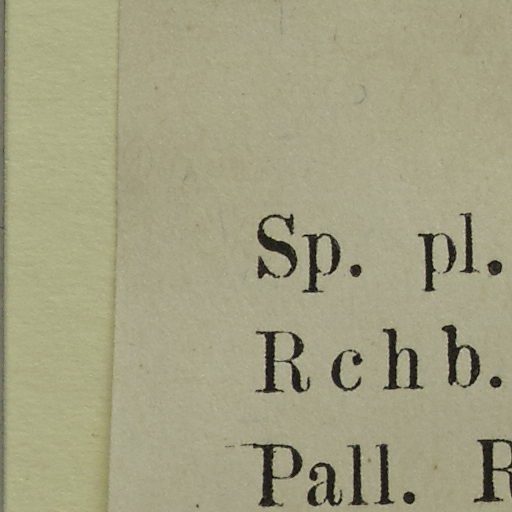 Sp. pl.
Rchb.
Pall. R